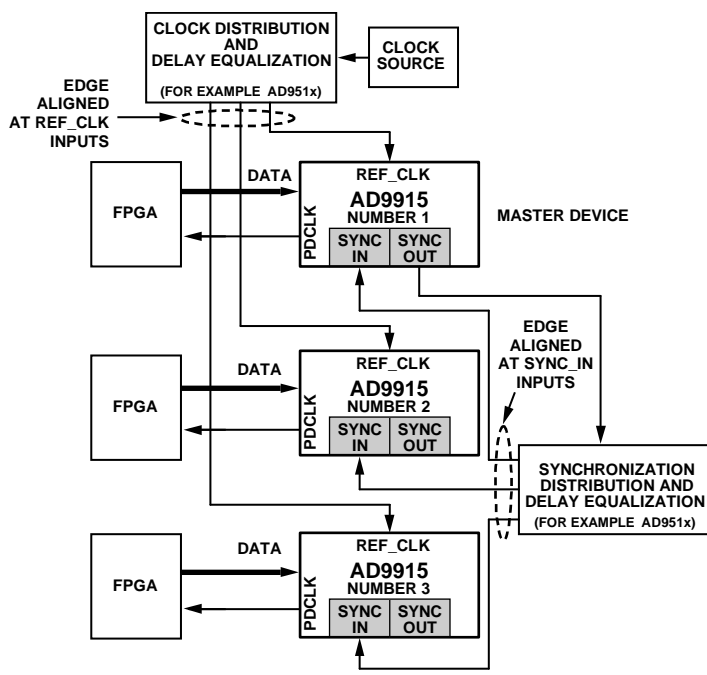 CLOCK DISTRIBUTION
AND
DELAY EQUALIZATION
(FOR EXAMPLE AD951x)
CLOCK
SOURCE
EDGE
ALIGNED
AT REF_CLK
INPUTS
FPGA
DATA
PDCLK
REF_CLK
AD9915
NUMBER 1
SYNC
IN
SYNC
OUT
MASTER DEVICE
EDGE
ALIGNED
AT SYNC_IN
INPUTS
FPGA
DATA
PDCLK
REF_CLK
AD9915
NUMBER 2
SYNC
IN
SYNC
OUT
SYNCHRONIZATION
DISTRIBUTION AND
DELAY EQUALIZATION
(FOR EXAMPLE AD951x)
FPGA
DATA
PDCLK
REF_CLK
AD9915
NUMBER 3
SYNC
IN
SYNC
OUT